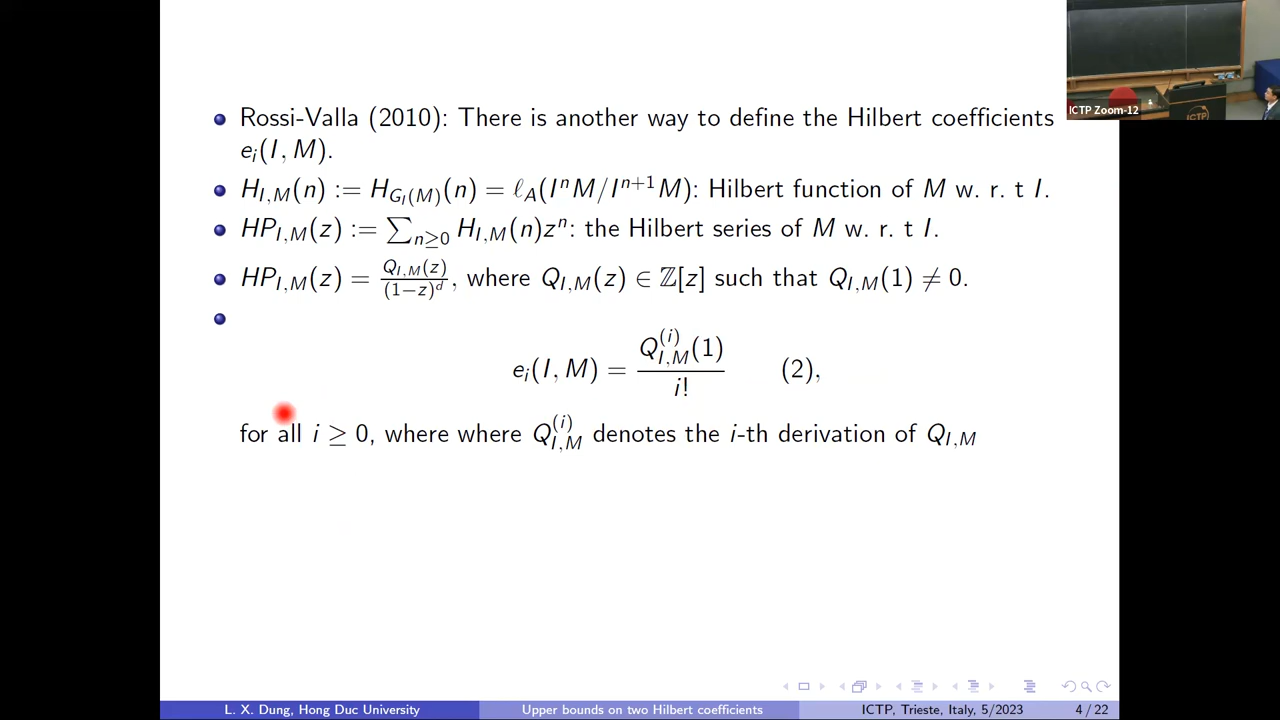 Rossi-Valla (2010): There is another way to define the Hilbert coefficients
e_i(I, M).
H_{I,M}(n) := H_{G_I(M)}(n) = ℓ_A(I^nM/I^{n+1}M): Hilbert function of M w. r. t I.
HP_{I,M}(z) := ∑_{n≥0} H_{I,M}(n)z^n: the Hilbert series of M w. r. t I.
HP_{I,M}(z) = Q_{I,M}(z)/(1−z)^d, where Q_{I,M}(z) ∈ ℤ[z] such that Q_{I,M}(1) ≠ 0.
e_i(I, M) = Q^{(i)}_{I,M}(1)/i! (2),
for all i ≥ 0, where where Q^{(i)}_{I,M} denotes the i-th derivation of Q_{I,M}
ICTP Zoom-12
ICTP
L. X. Dung, Hong Duc University
Upper bounds on two Hilbert coefficients
ICTP, Trieste, Italy, 5/2023
4 / 22